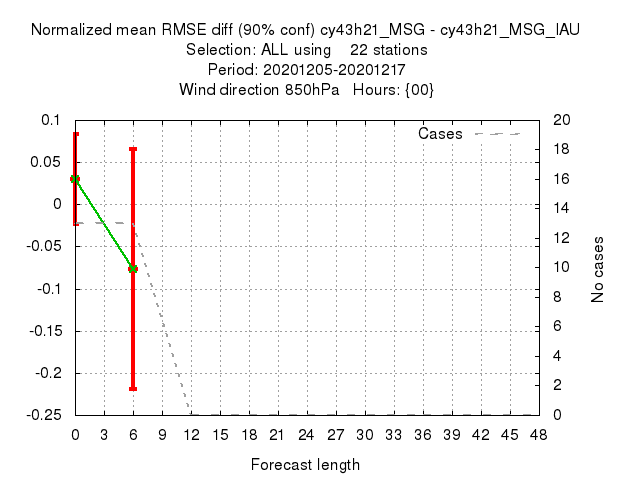 Normalized mean RMSE diff (90% conf) cy43h21_MSG - cy43h21_MSG_IAU
Selection: ALL using 22 stations
Period: 20201205-20201217
Wind direction 850hPa Hours: {00}
Cases
0.1
0.05
0
-0.05
-0.1
-0.15
-0.2
-0.25
20
18
16
14
12
10
8
6
4
2
0
No cases
0 3 6 9 12 15 18 21 24 27 30 33 36 39 42 45 48
Forecast length